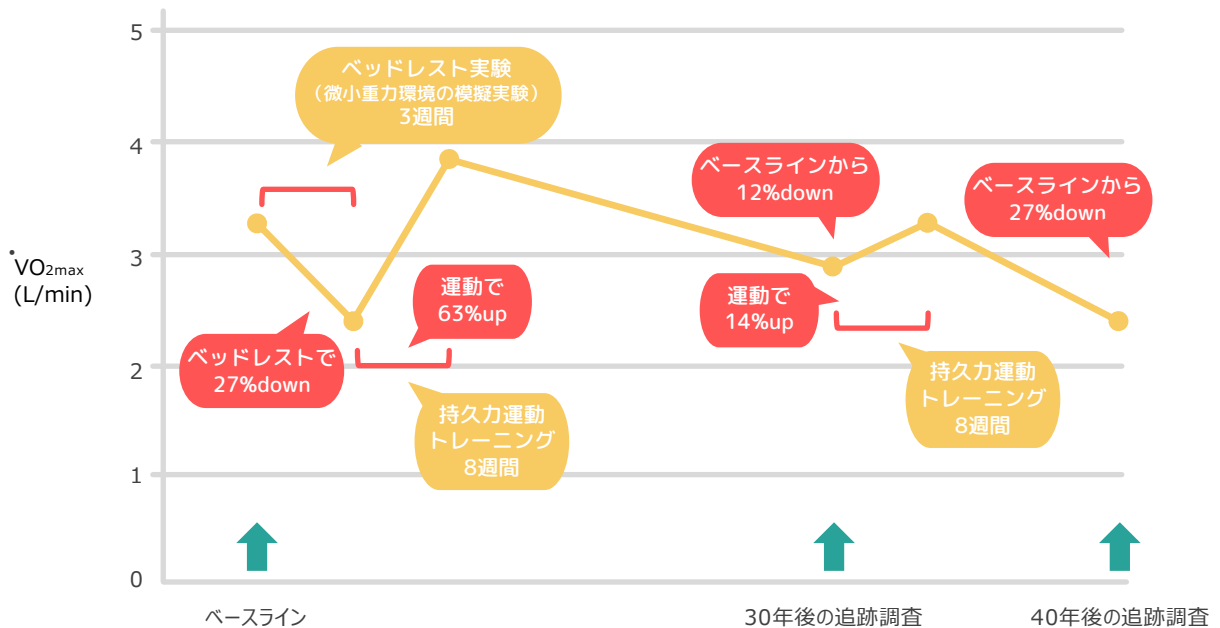 5
ベッドレスト実験
(微小重力環境の模擬実験)
3週間
4
ベースラインから
12%down
ベースラインから
27%down
3
V̇O2max
(L/min)
運動で
63%up
運動で
14%up
ベッドレストで
27%down
2
持久力運動
トレーニング
8週間
持久力運動
トレーニング
8週間
1
0
ベースライン
30年後の追跡調査
40年後の追跡調査